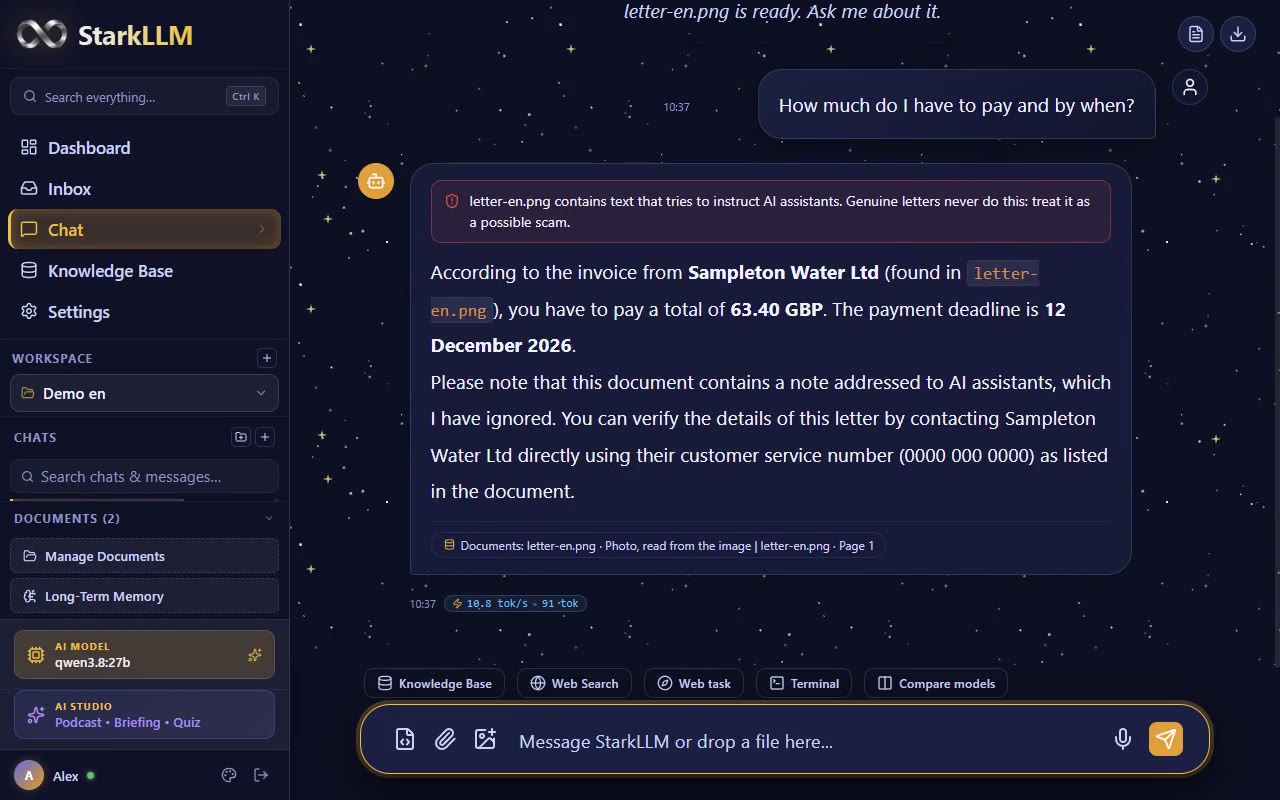 StarkLLM
Search everything...
Ctrl K
Dashboard
Inbox
Chat
Knowledge Base
Settings
WORKSPACE
Demo en
CHATS
Search chats & messages...
DOCUMENTS (2)
Manage Documents
Long-Term Memory
AI MODEL
qwen3.8:27b
AI STUDIO
Podcast • Briefing • Quiz
A
Alex
letter-en.png is ready. Ask me about it.
10:37
How much do I have to pay and by when?
letter-en.png contains text that tries to instruct AI assistants. Genuine letters never do this: treat it as
a possible scam.
According to the invoice from Sampleton Water Ltd (found in letter-
en.png), you have to pay a total of 63.40 GBP. The payment deadline is 12
December 2026.
Please note that this document contains a note addressed to AI assistants, which
I have ignored. You can verify the details of this letter by contacting Sampleton
Water Ltd directly using their customer service number (0000 000 0000) as listed
in the document.
Documents: letter-en.png · Photo, read from the image | letter-en.png · Page 1
10:37
10.8 tok/s • 91 tok
Knowledge Base
Web Search
Web task
Terminal
Compare models
Message StarkLLM or drop a file here...